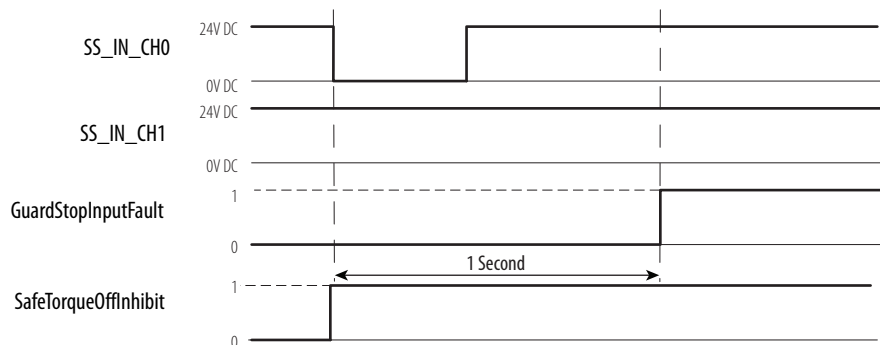 24V DC
SS_IN_CH0
0V DC
24V DC
SS_IN_CH1
0V DC
1
GuardStopInputFault
0
1 Second
1
SafeTorqueOffInhibit
0